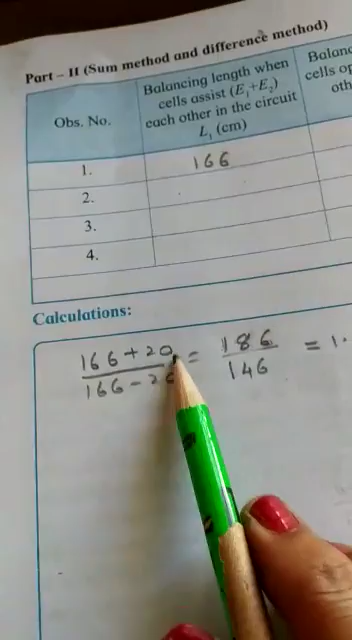 Part – II (Sum method and difference method)
Obs. No.
Balancing length when
cells assist (E₁+E₂)
each other in the circuit
L₁ (cm)
Balanc
cells op
oth
1.
166
2.
3.
4.
Calculations:
166+20 = 186 = 1.
166-20 146